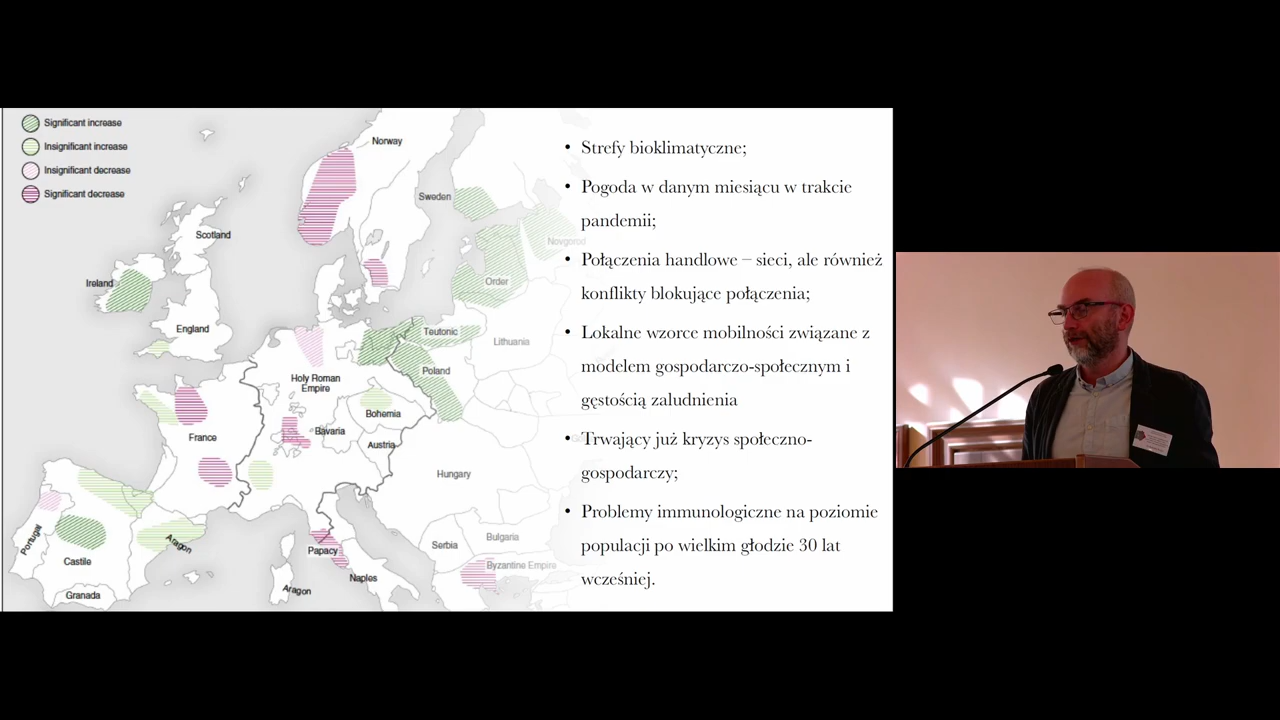 Significant increase
Insignificant increase
Insignificant decrease
Significant decrease
Norway
Sweden
Novgorod
Scotland
Ireland
Order
England
Teutonic
Lithuania
Poland
Holy Roman
Empire
Bohemia
France
Bavaria
Austria
Hungary
Portugal
Castile
Aragon
Granada
Papacy
Naples
Aragon
Serbia
Bulgaria
Byzantine Empire
• Strefy bioklimatyczne;
• Pogoda w danym miesiącu w trakcie
pandemii;
• Połączenia handlowe – sieci, ale również
konflikty blokujące połączenia;
• Lokalne wzorce mobilności związane z
modelem gospodarczo-społecznym i
gęstością zaludnienia
• Trwający już kryzys społeczno-
gospodarczy;
• Problemy immunologiczne na poziomie
populacji po wielkim głodzie 30 lat
wcześniej.